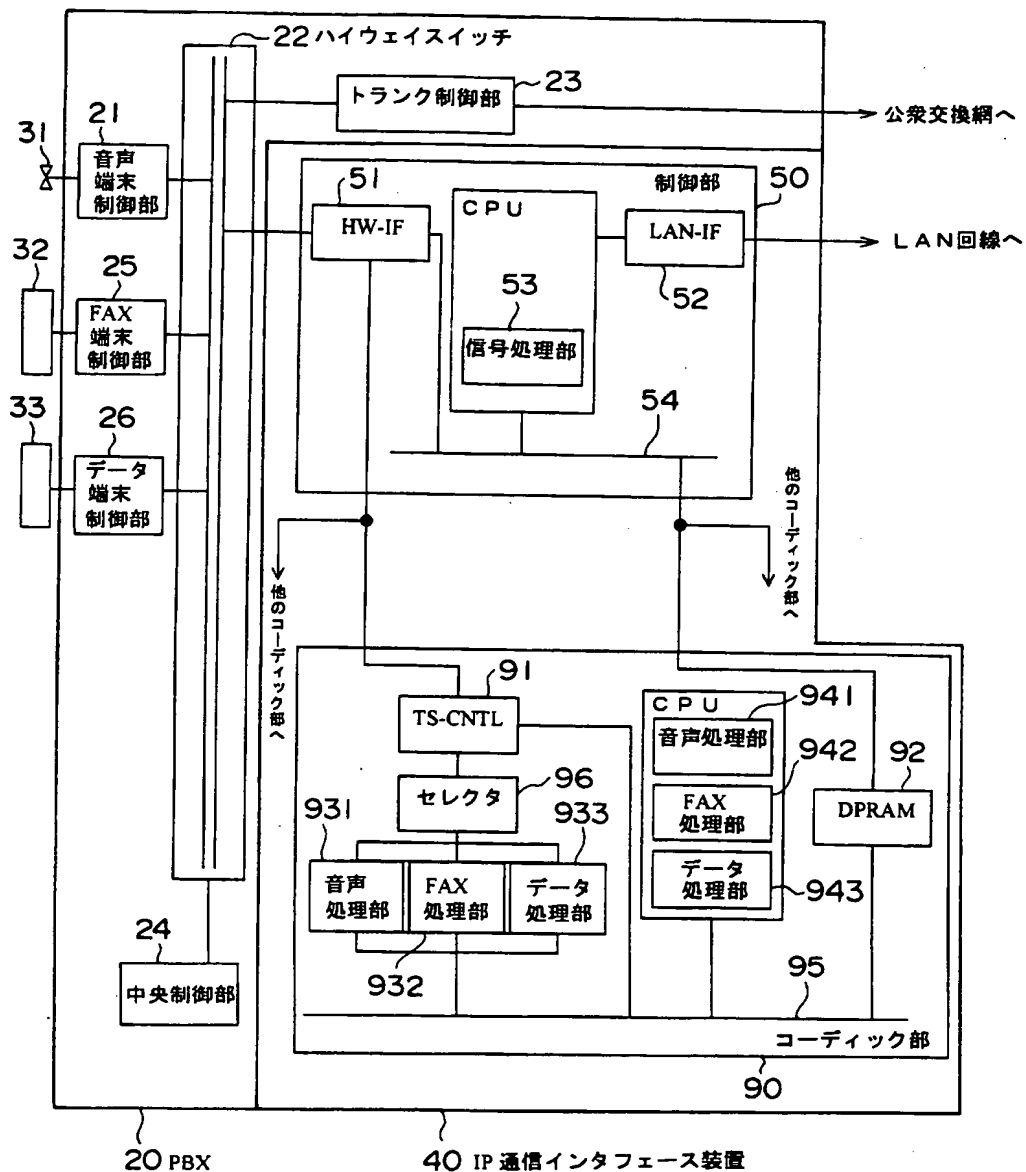 22 ハイウェイスイッチ
23
トランク制御部
公衆交換網へ
31
21
音声
端末
制御部
制御部
50
51
HW-IF
CPU
LAN-IF
52
LAN回線へ
32
25
FAX
端末
制御部
53
信号処理部
33
26
データ
端末
制御部
54
他のコーディック部へ
他のコーディック部へ
91
TS-CNTL
CPU
941
音声処理部
942
FAX
処理部
92
DPRAM
96
セレクタ
931
933
音声
処理部
FAX
処理部
データ
処理部
データ
処理部
943
932
24
中央制御部
95
コーディック部
90
20 PBX
40 IP 通信インタフェース装置